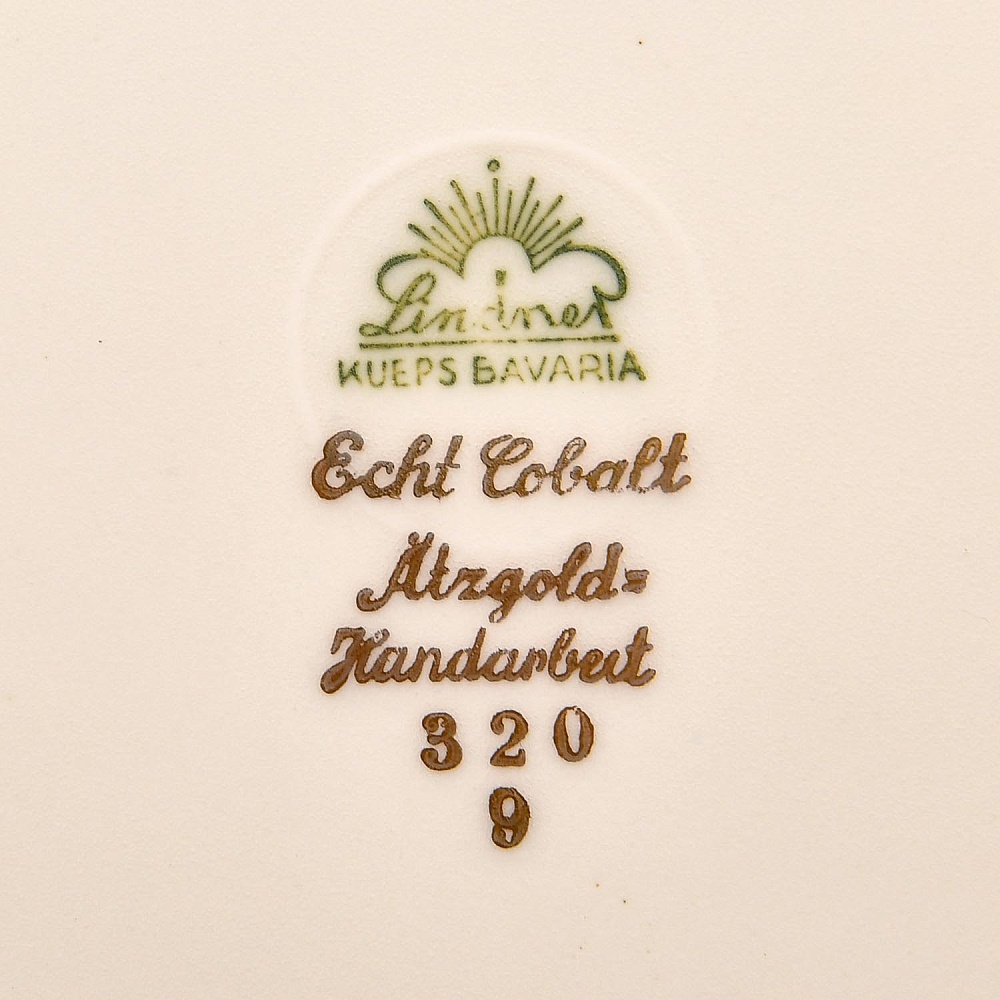 Lindner
KUEPS BAVARIA
Echt Cobalt
Ätzgold=
Handarbeit
320
9